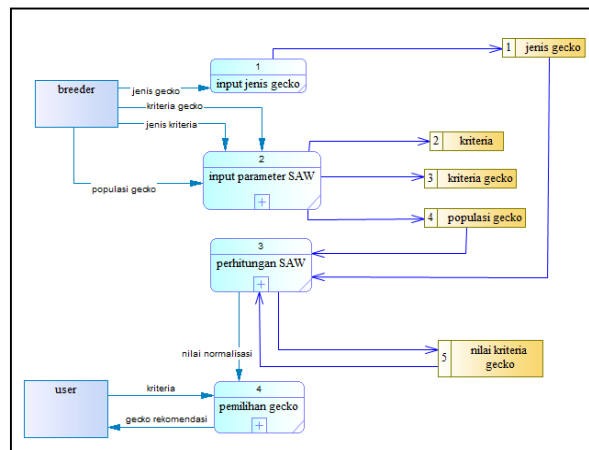 1
input jenis gecko
1 jenis gecko
breeder
jenis gecko
kriteria gecko
jenis kriteria
populasi gecko
2
input parameter SAW
+
2 kriteria
3 kriteria gecko
4 populasi gecko
3
perhitungan SAW
+
nilai normalisasi
5 nilai kriteria
gecko
user
kriteria
gecko rekomendasi
4
pemilihan gecko
+